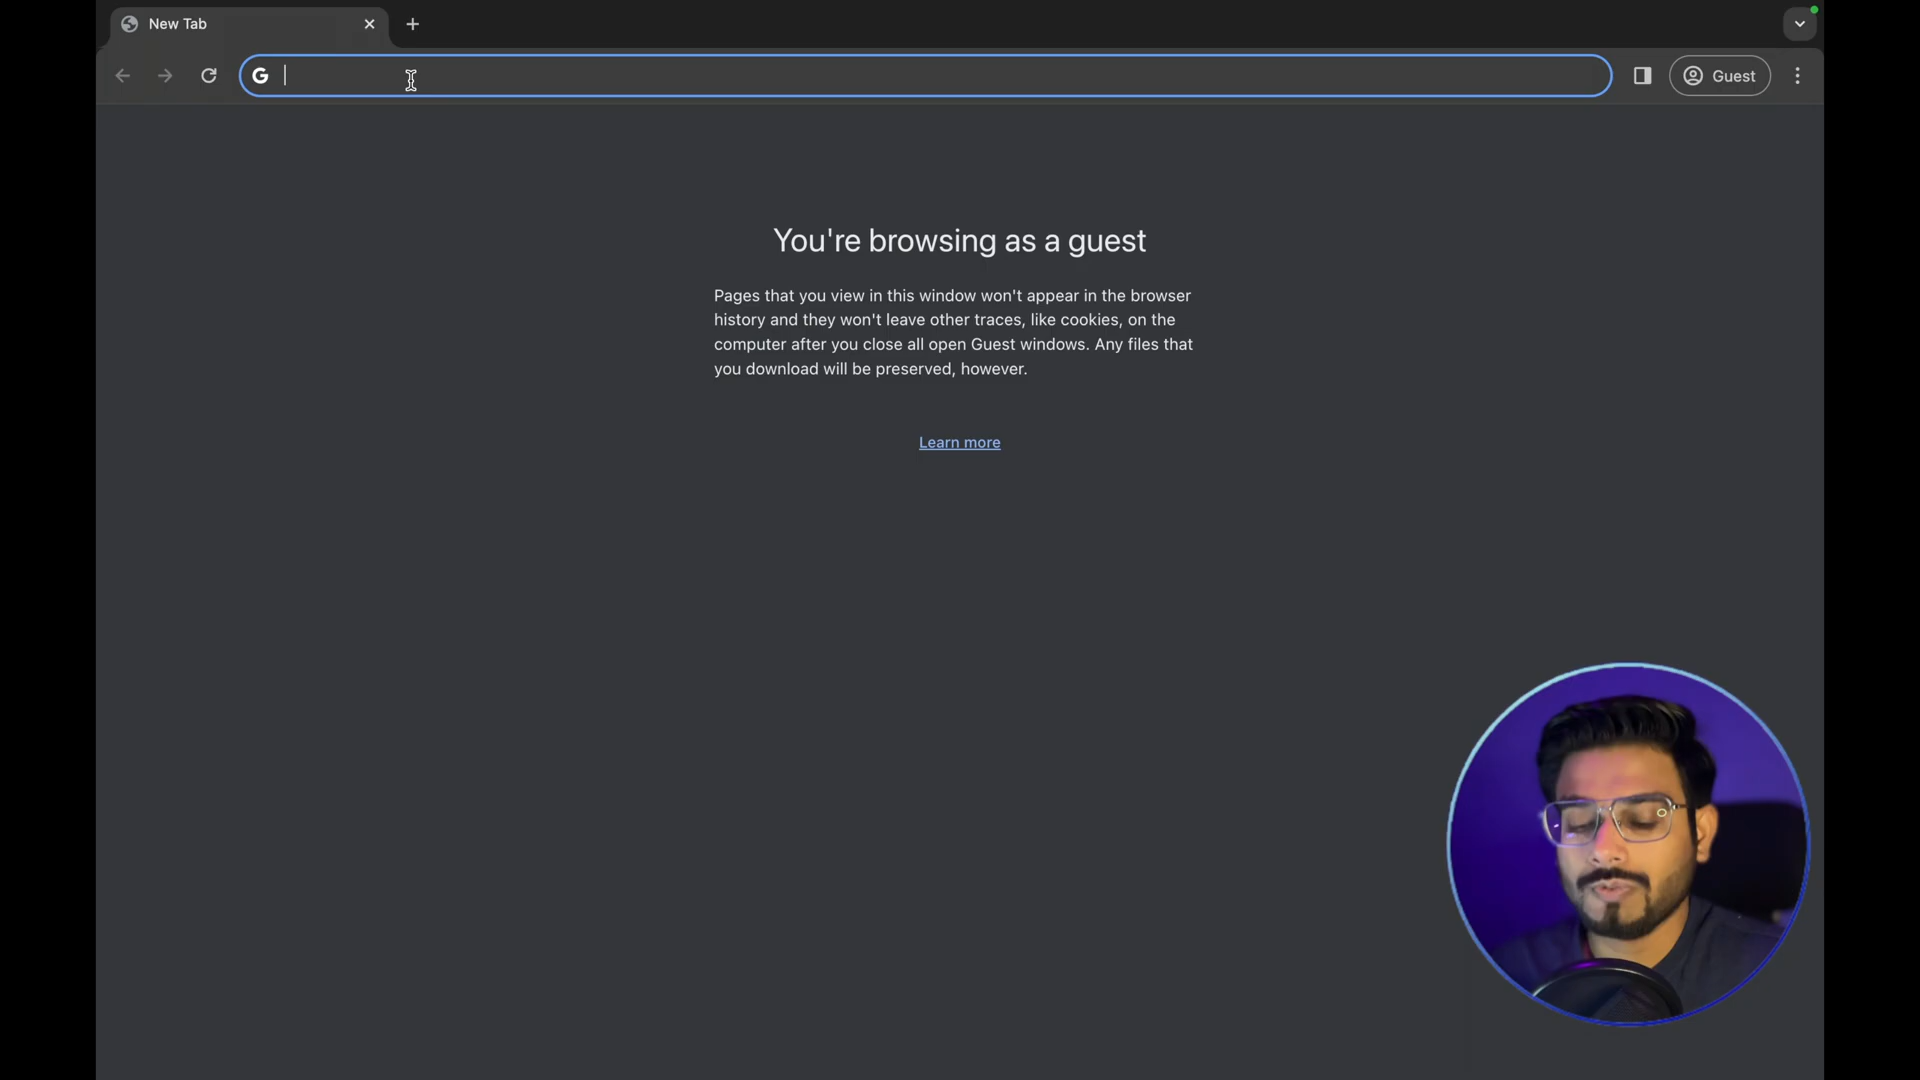 New Tab
Guest
You're browsing as a guest
Pages that you view in this window won't appear in the browser
history and they won't leave other traces, like cookies, on the
computer after you close all open Guest windows. Any files that
you download will be preserved, however.
Learn more